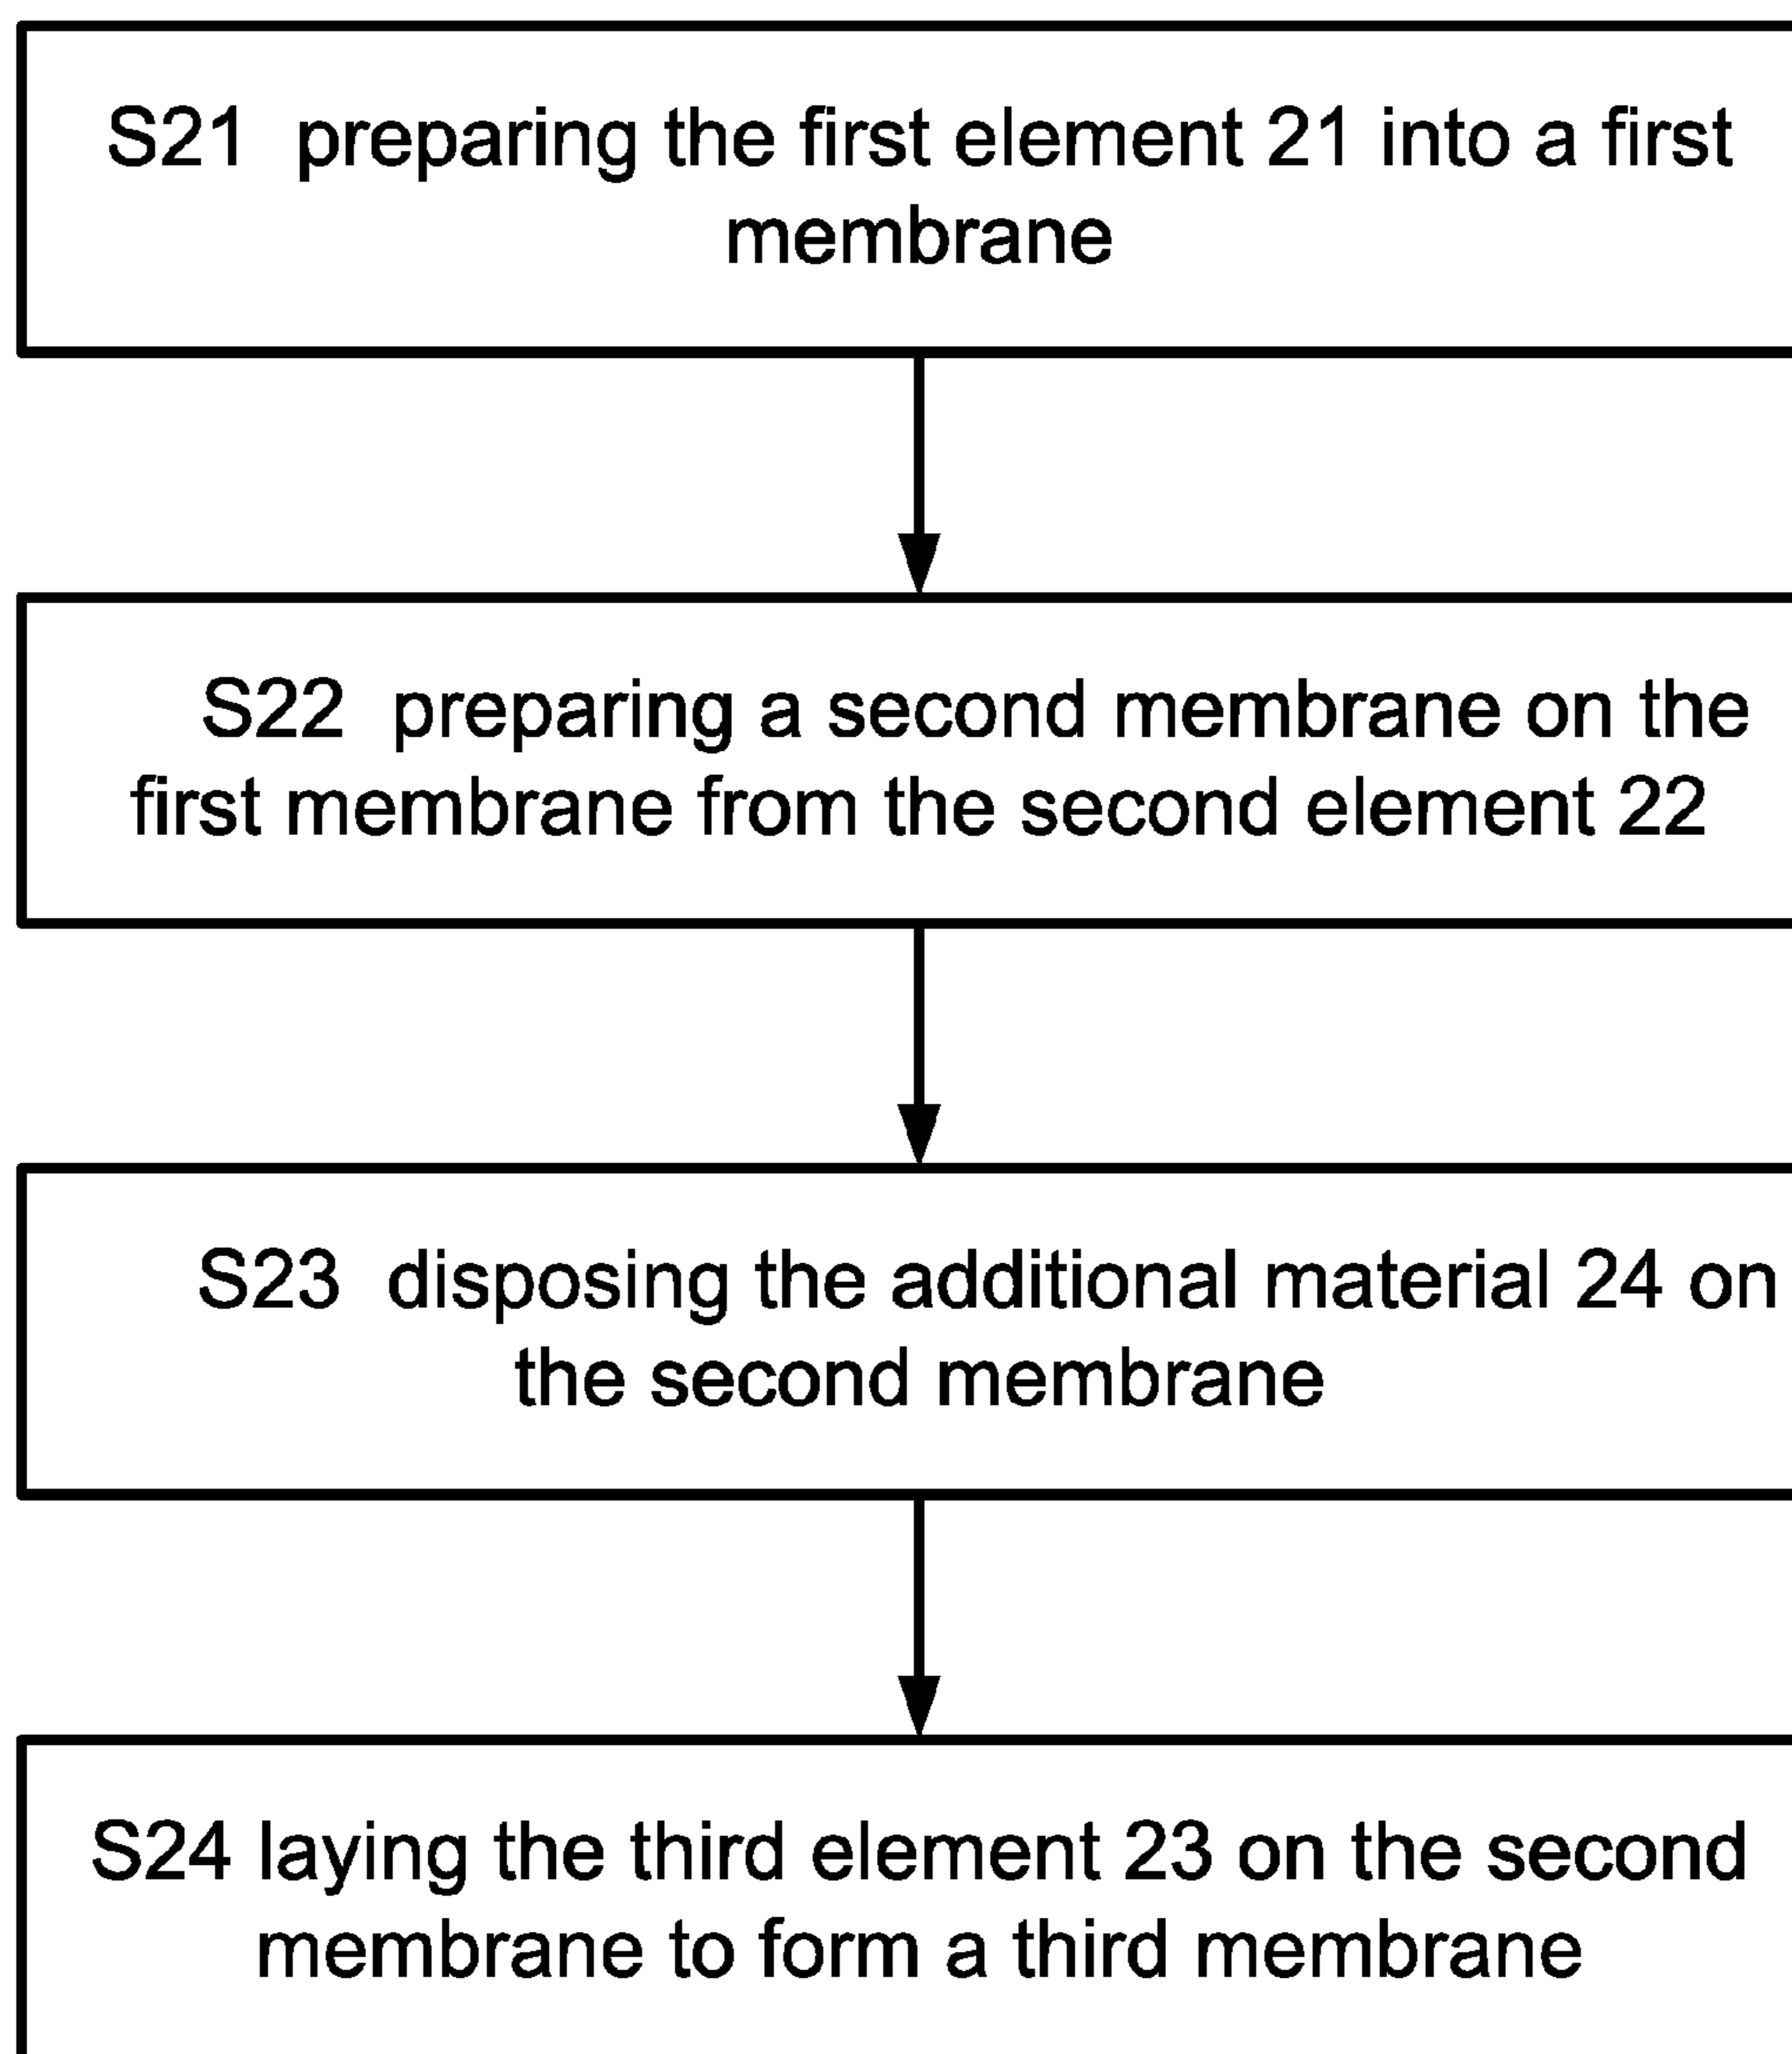 S21 preparing the first element 21 into a first
membrane
S22 preparing a second membrane on the
first membrane from the second element 22
S23 disposing the additional material 24 on
the second membrane
S24 laying the third element 23 on the second
membrane to form a third membrane